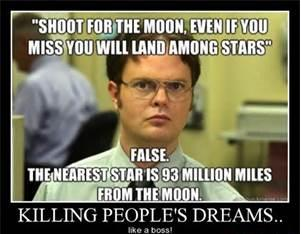 "SHOOT FOR THE MOON, EVEN IF YOU
MISS YOU WILL LAND AMONG STARS"
FALSE.
THE NEAREST STAR IS 93 MILLION MILES
FROM THE MOON.
KILLING PEOPLE'S DREAMS..
like a boss!